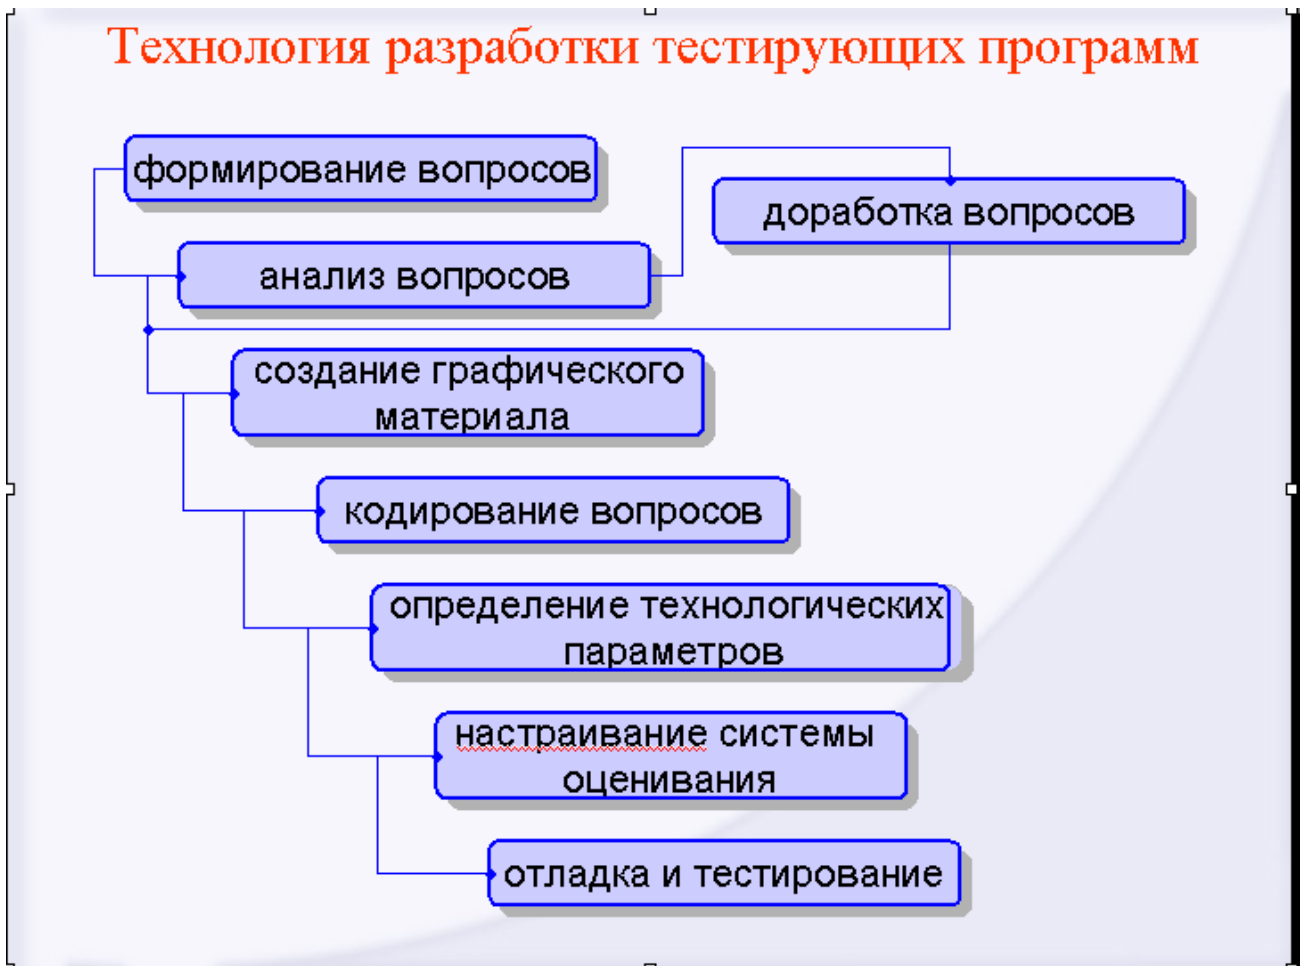 Технология разработки тестирующих программ
формирование вопросов
доработка вопросов
анализ вопросов
создание графического
материала
кодирование вопросов
определение технологических
параметров
настраивание системы
оценивания
отладка и тестирование